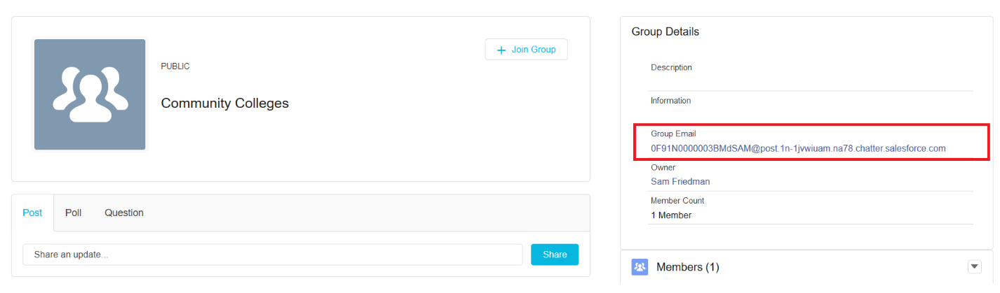 PUBLIC
Community Colleges
Join Group
Post Poll Question
Share an update...
Share
Group Details
Description
Information
Group Email
0F91N0000003BMdSAM@post.1n-1jvwiuam.na78.chatter.salesforce.com
Owner
Sam Friedman
Member Count
1 Member
Members (1)